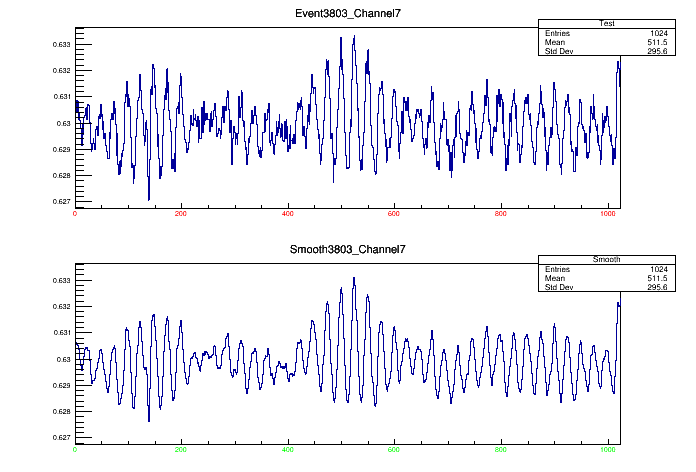 Event3803_Channel7
Test
Entries 1024
Mean 511.5
Std Dev 295.6
0.633
0.632
0.631
0.63
0.629
0.628
0.627
0 200 400 600 800 1000
Smooth3803_Channel7
Smooth
Entries 1024
Mean 511.5
Std Dev 295.6
0.633
0.632
0.631
0.63
0.629
0.628
0.627
0 200 400 600 800 1000